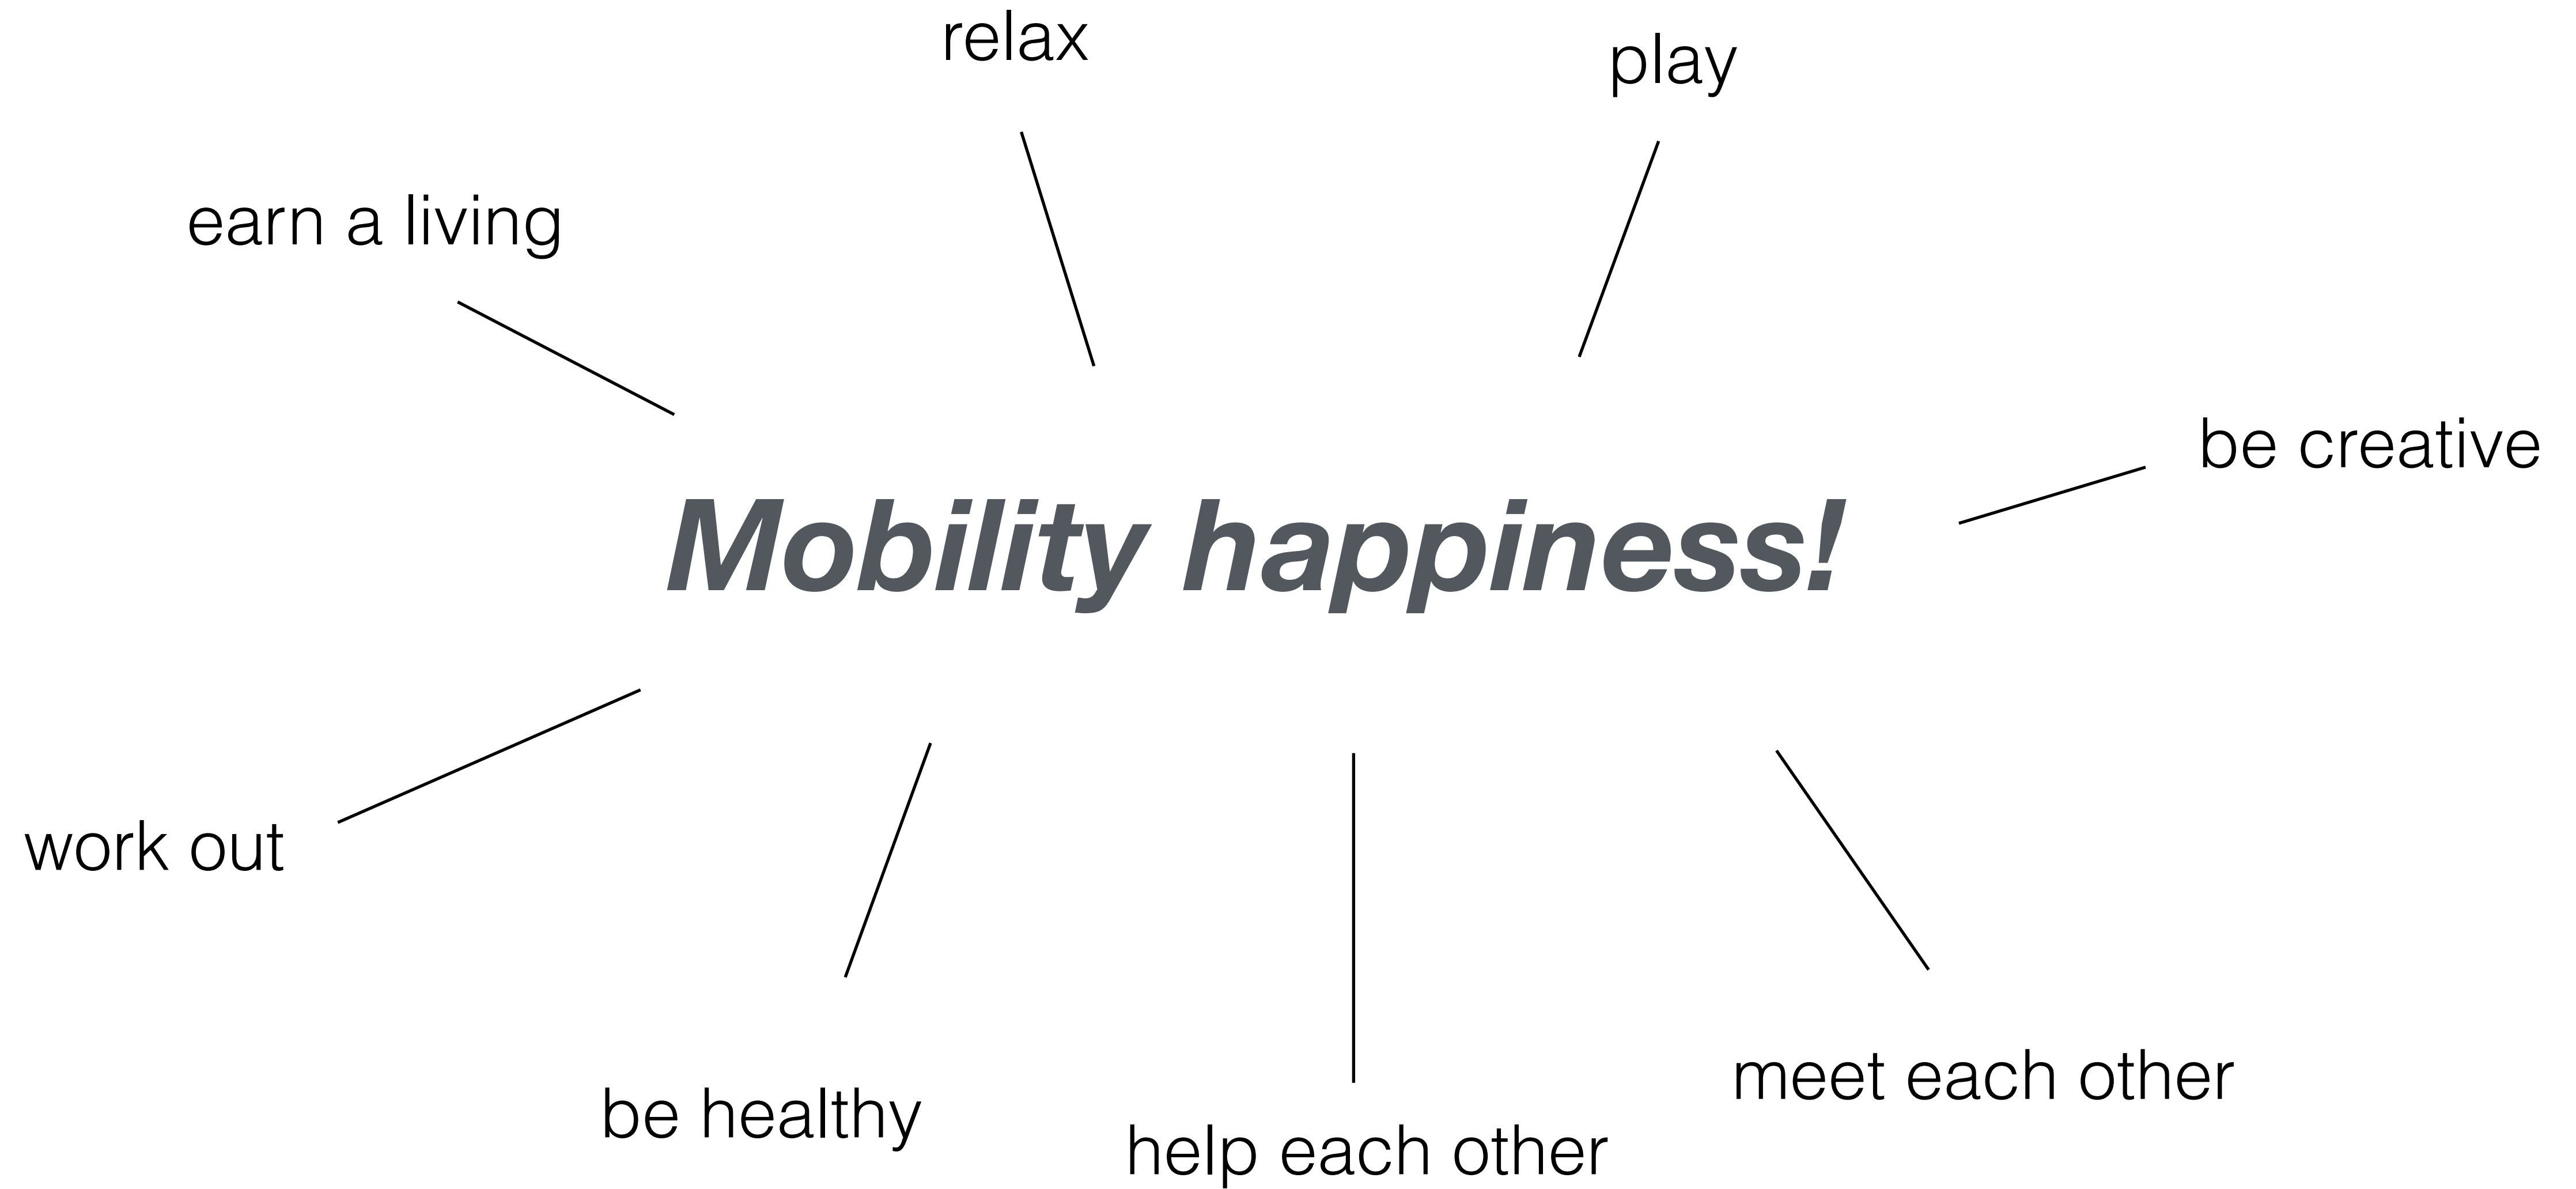 relax
play
earn a living
be creative
Mobility happiness!
work out
meet each other
be healthy
help each other